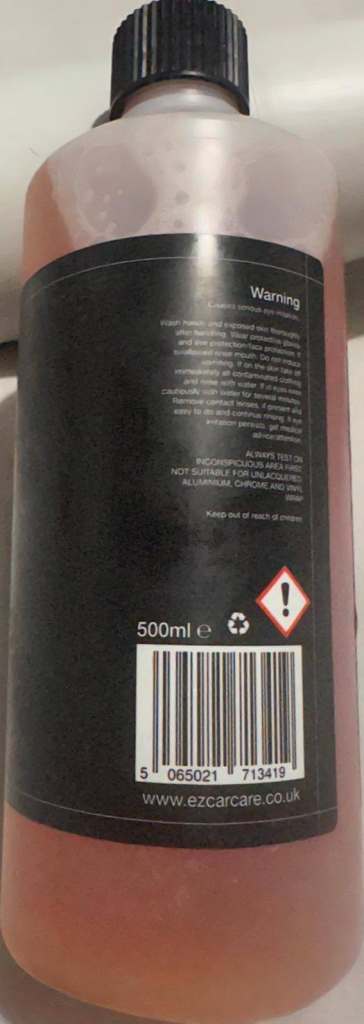 Warning
Causes serious eye irritation.
Wash hands and exposed skin thoroughly
after handling. Wear protective gloves
and eye protection/face protection. If
swallowed rinse mouth. Do not induce
vomiting. If on the skin take off
immediately all contaminated clothing
and rinse with water. If in eyes rinse
cautiously with water for several minutes.
Remove contact lenses, if present and
easy to do and continue rinsing. If eye
irritation persists, get medical
advice/attention.
ALWAYS TEST ON
INCONSPICUOUS AREA FIRST
NOT SUITABLE FOR UNLACQUERED
ALUMINIUM, CHROME AND VINYL
WRAP
Keep out of reach of children
500ml e
5 065021 713419
www.ezcarcare.co.uk